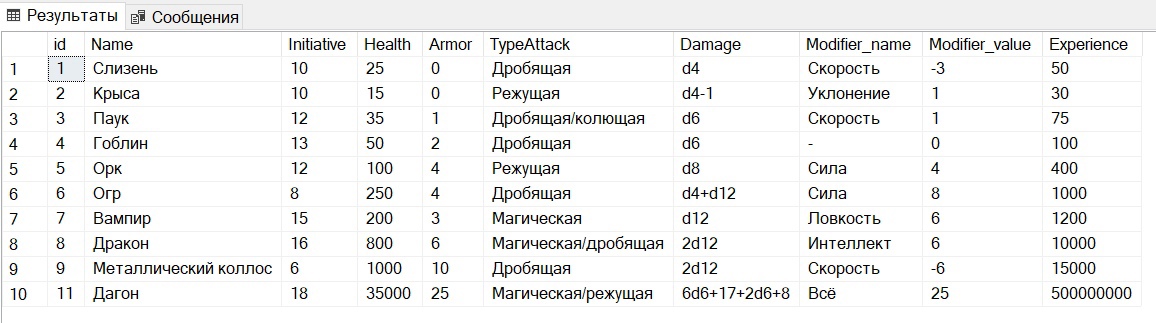 Результаты Сообщения
id Name Initiative Health Armor TypeAttack Damage Modifier_name Modifier_value Experience
1 1 Слизень 10 25 0 Дробящая d4 Скорость -3 50
2 2 Крыса 10 15 0 Режущая d4-1 Уклонение 1 30
3 3 Паук 12 35 1 Дробящая/колющая d6 Скорость 1 75
4 4 Гоблин 13 50 2 Дробящая d6 - 0 100
5 5 Орк 12 100 4 Режущая d8 Сила 4 400
6 6 Огр 8 250 4 Дробящая d4+d12 Сила 8 1000
7 7 Вампир 15 200 3 Магическая d12 Ловкость 6 1200
8 8 Дракон 16 800 6 Магическая/дробящая 2d12 Интеллект 6 10000
9 9 Металлический коллос 6 1000 10 Дробящая 2d12 Скорость -6 15000
10 11 Дагон 18 35000 25 Магическая/режущая 6d6+17+2d6+8 Всё 25 500000000